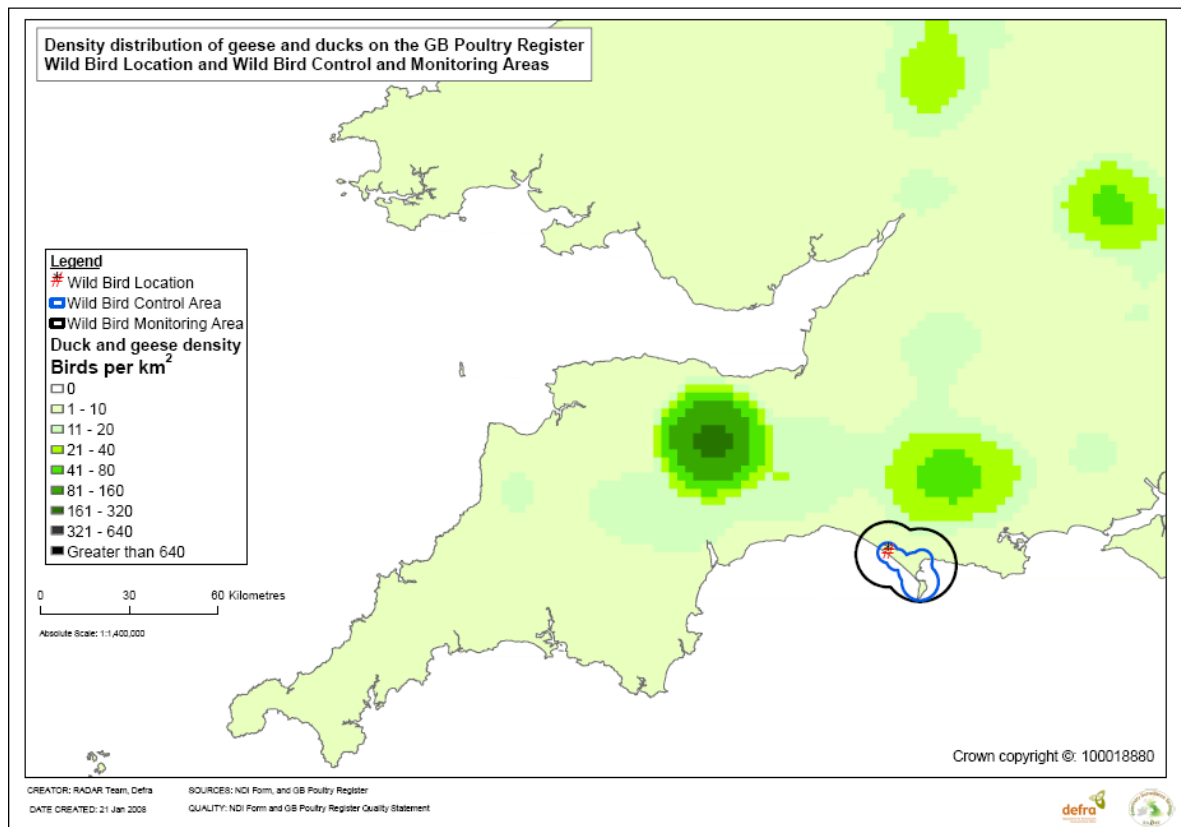 Density distribution of geese and ducks on the GB Poultry Register
Wild Bird Location and Wild Bird Control and Monitoring Areas
Legend
Wild Bird Location
Wild Bird Control Area
Wild Bird Monitoring Area
Duck and geese density
Birds per km²
0
1 - 10
11 - 20
21 - 40
41 - 80
81 - 160
161 - 320
321 - 640
Greater than 640
0 30 60 Kilometres
Absolute Scale: 1:1,400,000
Crown copyright ©: 100018880
CREATOR: RADAR Team, Defra
SOURCES: NDI Form, and GB Poultry Register
DATE CREATED: 21 Jan 2008
QUALITY: NDI Form and GB Poultry Register Quality Statement
defra